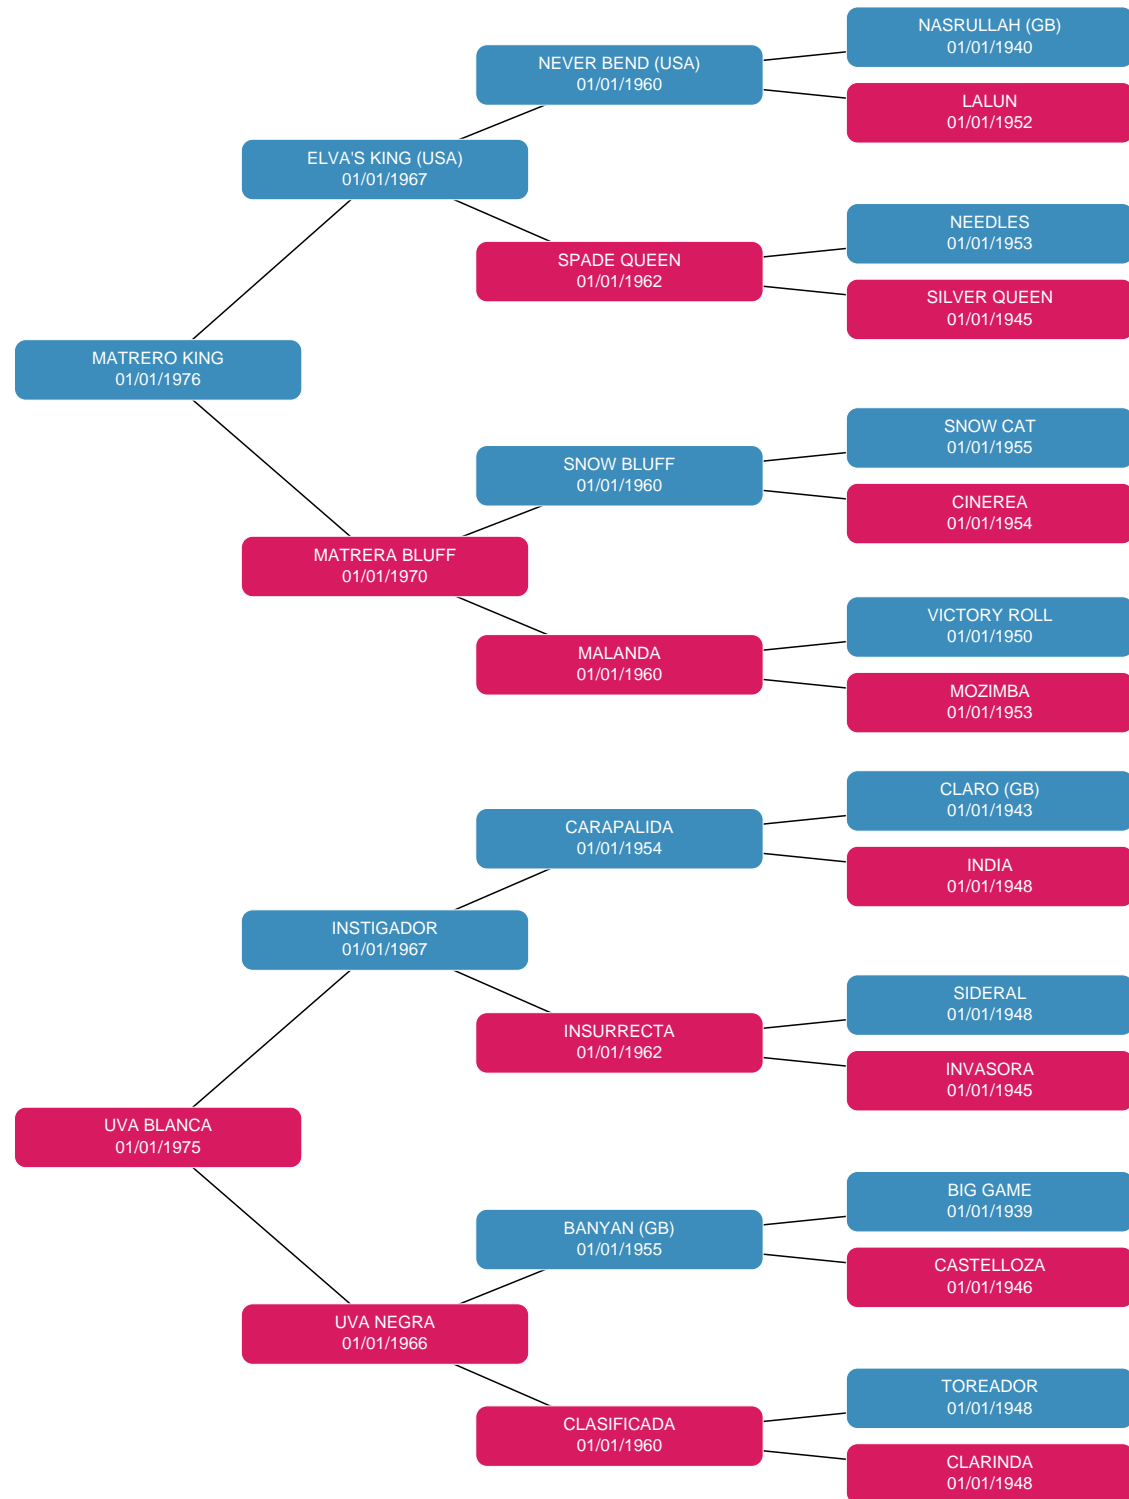 NASRULLAH (GB)
01/01/1940
NEVER BEND (USA)
01/01/1960
LALUN
01/01/1952
ELVA'S KING (USA)
01/01/1967
NEEDLES
01/01/1953
SPADE QUEEN
01/01/1962
SILVER QUEEN
01/01/1945
MATRERO KING
01/01/1976
SNOW CAT
01/01/1955
SNOW BLUFF
01/01/1960
CINEREA
01/01/1954
MATRERA BLUFF
01/01/1970
VICTORY ROLL
01/01/1950
MALANDA
01/01/1960
MOZIMBA
01/01/1953
CLARO (GB)
01/01/1943
CARAPALIDA
01/01/1954
INDIA
01/01/1948
INSTIGADOR
01/01/1967
SIDERAL
01/01/1948
INSURRECTA
01/01/1962
INVASORA
01/01/1945
UVA BLANCA
01/01/1975
BIG GAME
01/01/1939
BANYAN (GB)
01/01/1955
CASTELLOZA
01/01/1946
UVA NEGRA
01/01/1966
TOREADOR
01/01/1948
CLASIFICADA
01/01/1960
CLARINDA
01/01/1948